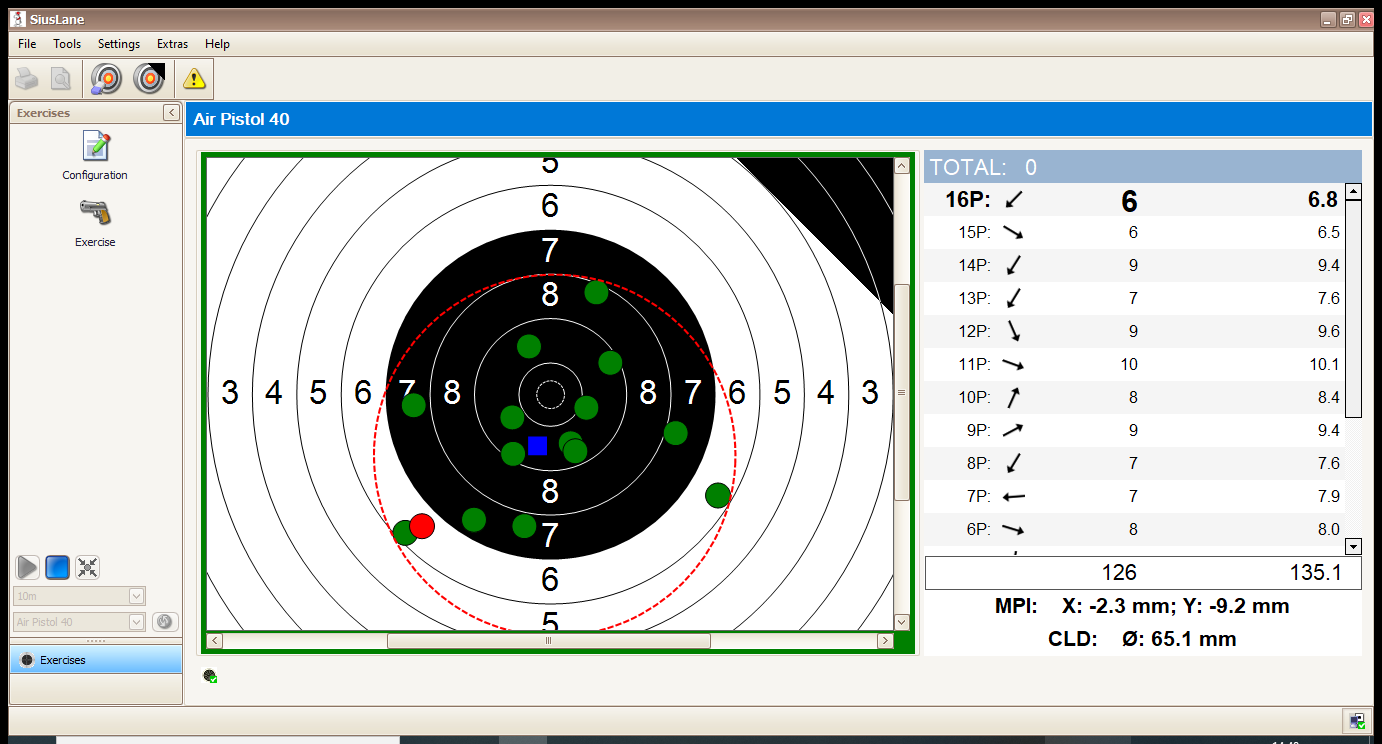 SiusLane
File Tools Settings Extras Help
Exercises
Air Pistol 40
Configuration
Exercise
5
6
7
8
3 4 5 6 7 8 8 7 6 5 4 3
8
7
6
5
TOTAL: 0
16P: 6 6.8
15P: 6 6.5
14P: 9 9.4
13P: 7 7.6
12P: 9 9.6
11P: 10 10.1
10P: 8 8.4
9P: 9 9.4
8P: 7 7.6
7P: 7 7.9
6P: 8 8.0
126 135.1
MPI: X: -2.3 mm; Y: -9.2 mm
CLD: Ø: 65.1 mm
10m
Air Pistol 40
Exercises